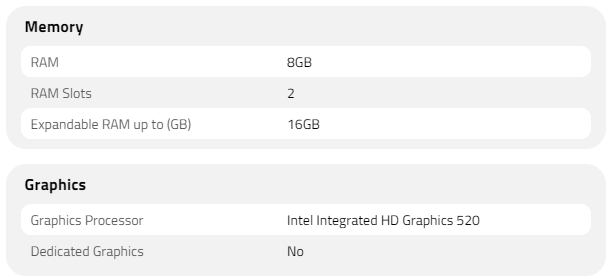 Memory
RAM 8GB
RAM Slots 2
Expandable RAM up to (GB) 16GB
Graphics
Graphics Processor Intel Integrated HD Graphics 520
Dedicated Graphics No